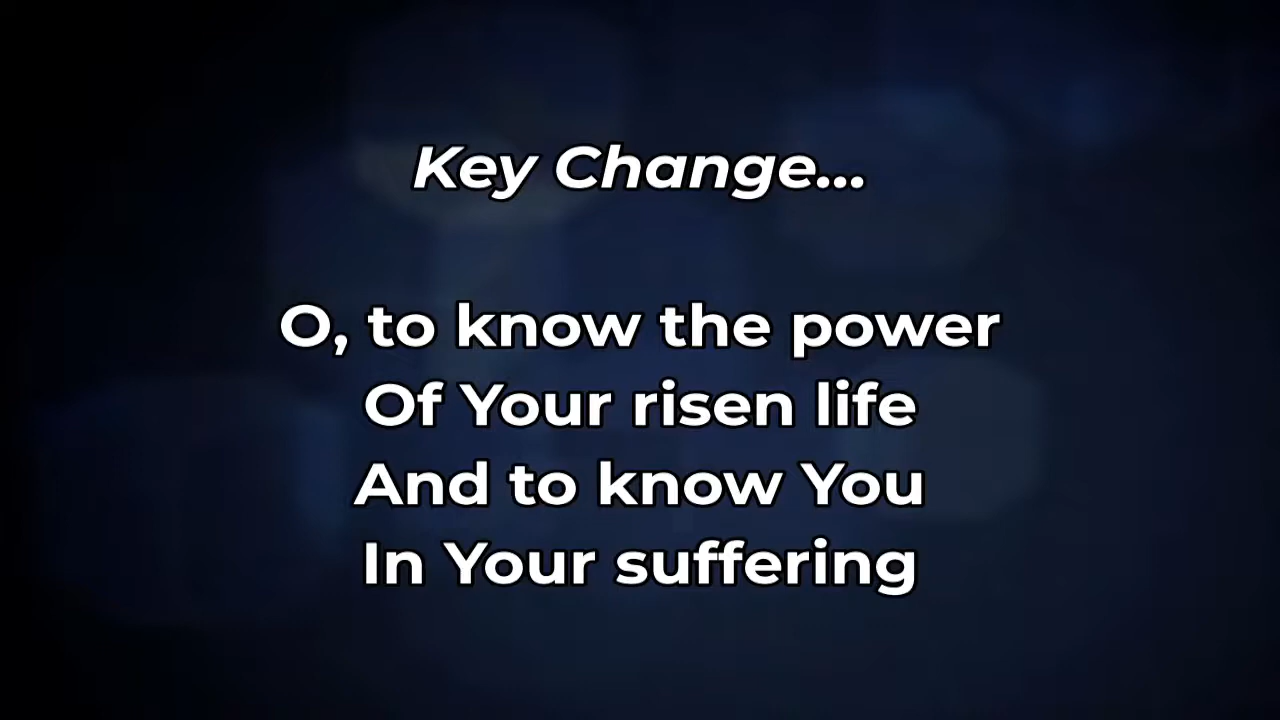 Key Change...
O, to know the power
Of Your risen life
And to know You
In Your suffering